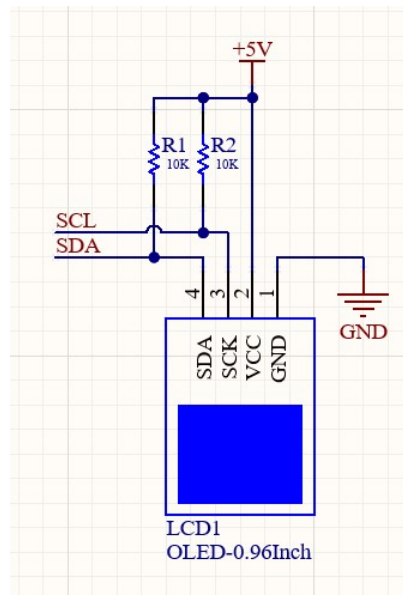 +5V
R1
10K
R2
10K
SCL
SDA
4
3
2
1
SDA
SCK
VCC
GND
GND
LCD1
OLED-0.96Inch